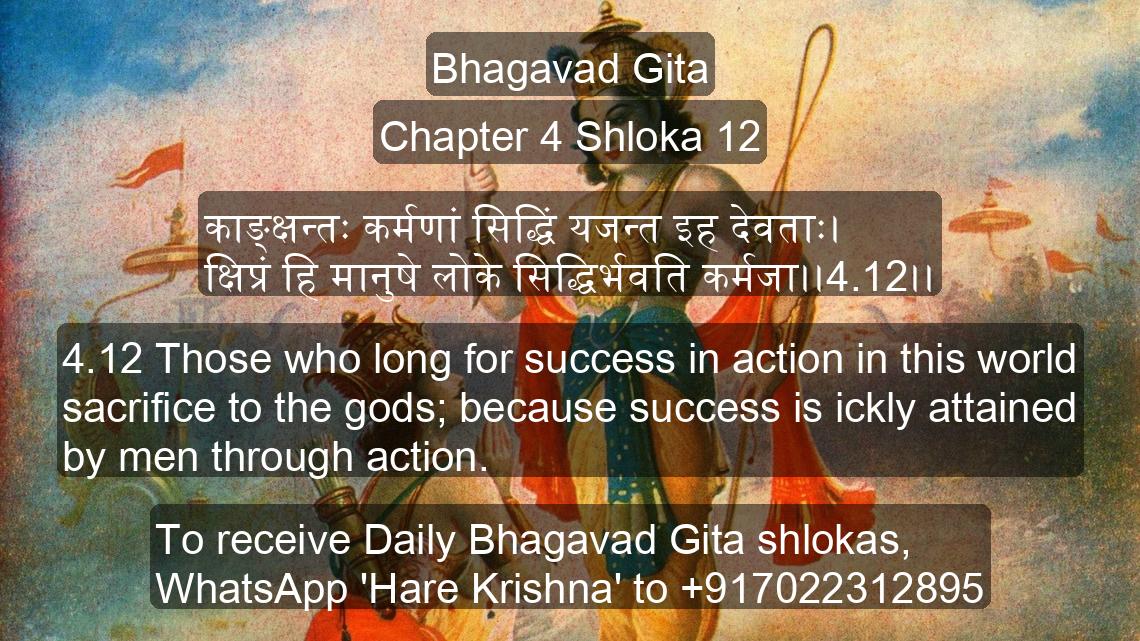 Bhagavad Gita
Chapter 4 Shloka 12
काङ्क्षन्तः कर्मणां सिद्धिं यजन्त इह देवताः।
क्षिप्रं हि मानुषे लोके सिद्धिर्भवति कर्मजा।।4.12।।
4.12 Those who long for success in action in this world
sacrifice to the gods; because success is ickly attained
by men through action.
To receive Daily Bhagavad Gita shlokas,
WhatsApp 'Hare Krishna' to +917022312895